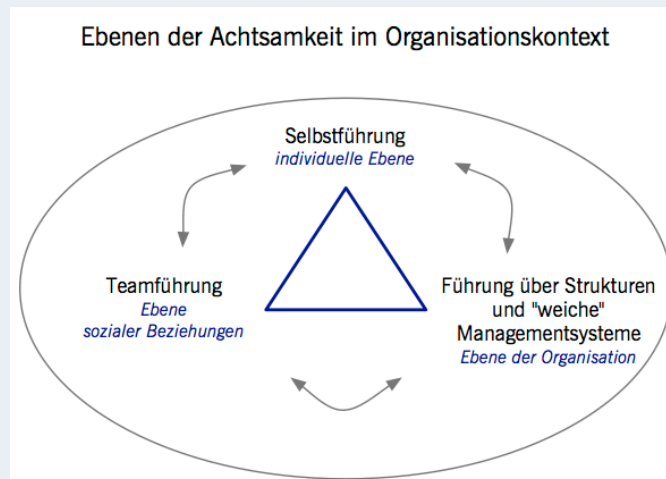 Ebenen der Achtsamkeit im Organisationskontext
Selbstführung
individuelle Ebene
Teamführung
Ebene
sozialer Beziehungen
Führung über Strukturen
und "weiche"
Managementsysteme
Ebene der Organisation